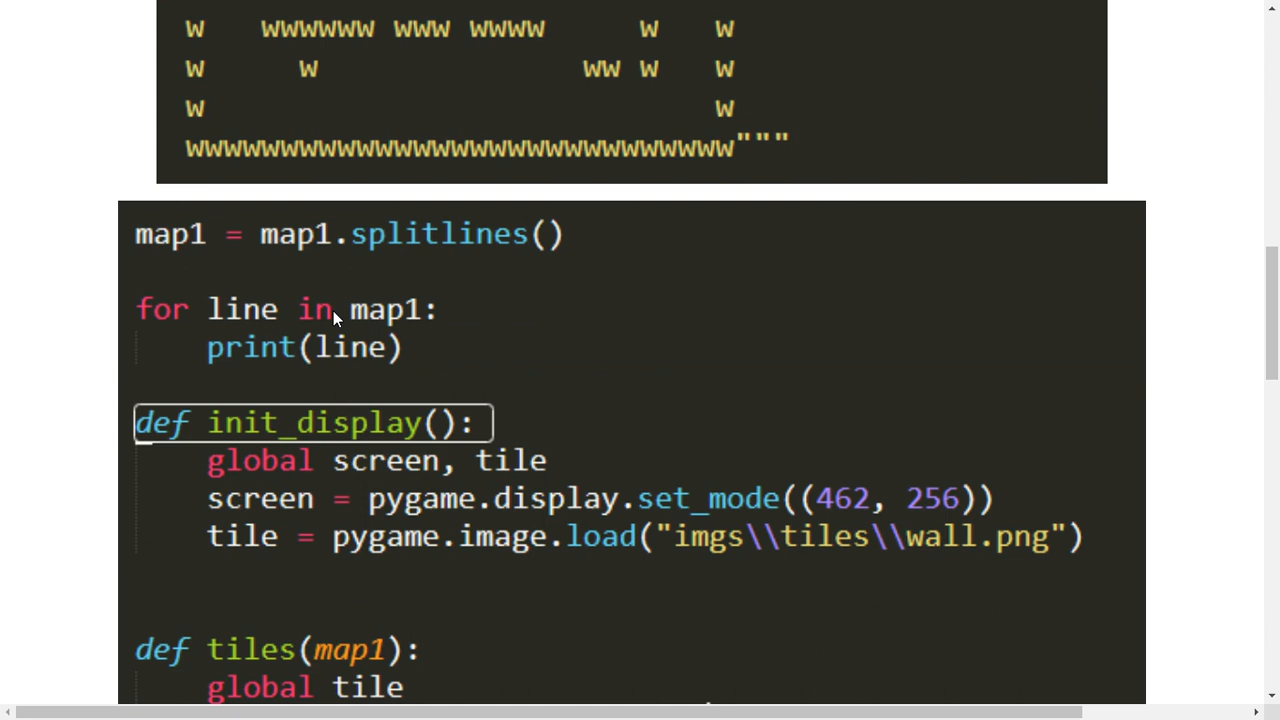 w   wwwwww www wwww     w   w
w     w              ww w   w
w                           w
wwwwwwwwwwwwwwwwwwwwwwwwwwwww"""
map1 = map1.splitlines()
for line in map1:
    print(line)
def init_display():
    global screen, tile
    screen = pygame.display.set_mode((462, 256))
    tile = pygame.image.load("imgs\\tiles\\wall.png")
def tiles(map1):
    global tile